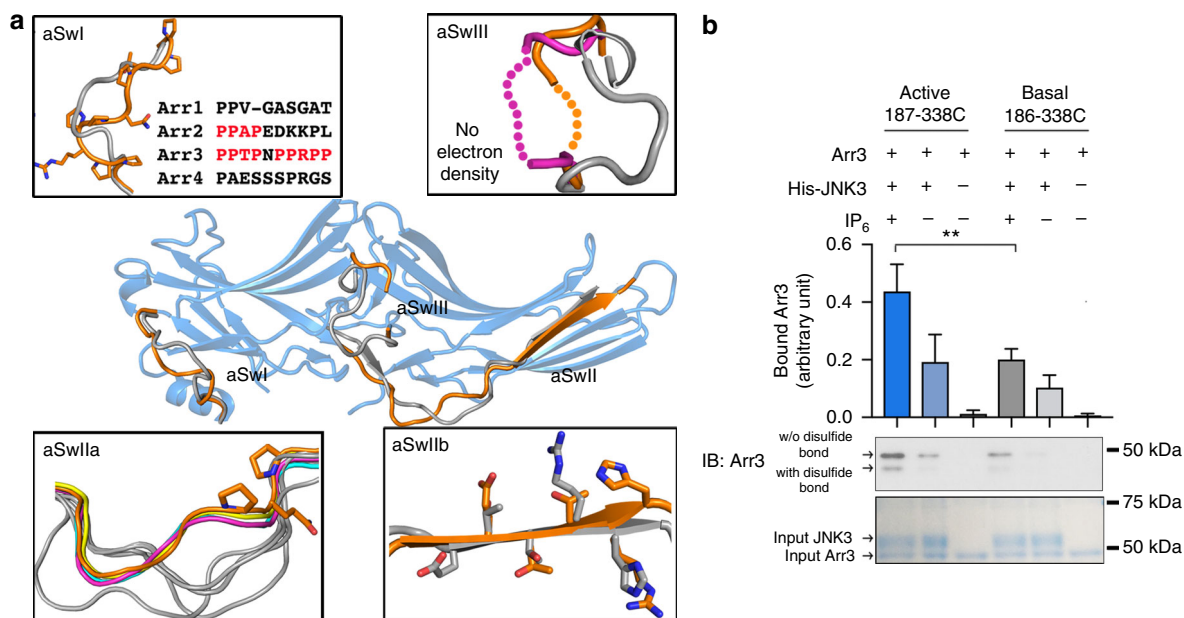 a
aSwI
Arr1 PPV-GASGAT
Arr2 PPAPEDKKPL
Arr3 PPTPNPPRPP
Arr4 PAESSSPRGS
aSwIII
No
electron
density
aSwI
aSwIII
aSwII
aSwIIa
aSwIIb
b
Active
187-338C
Basal
186-338C
Arr3 + + + + + +
His-JNK3 + + − + + −
IP6 + − − + − −
**
Bound Arr3
(arbitrary unit)
0.6
0.4
0.2
0.0
IB: Arr3
w/o disulfide
bond
with disulfide
bond
50 kDa
75 kDa
Input JNK3
Input Arr3
50 kDa